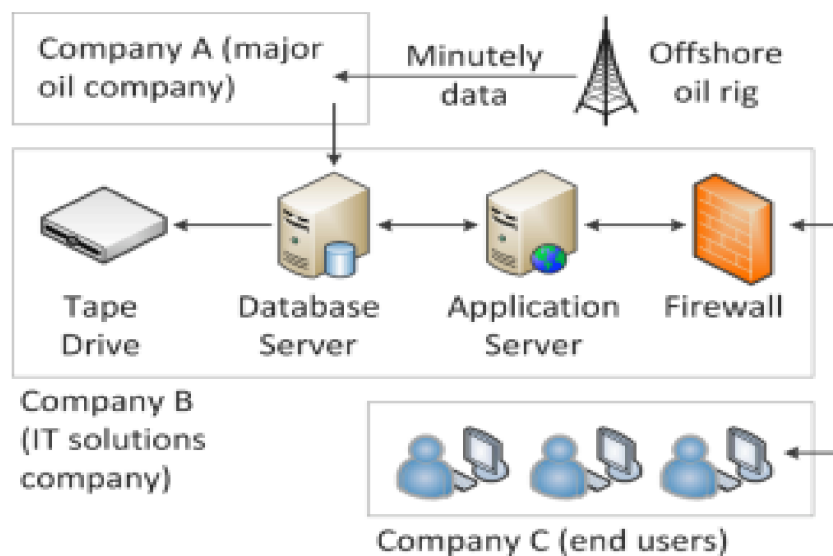 Company A (major
oil company)
Minutely
data
Offshore
oil rig
Tape
Drive
Database
Server
Application
Server
Firewall
Company B
(IT solutions
company)
Company C (end users)